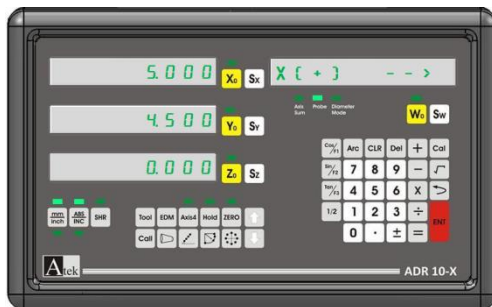 5.000 X₀ Sx X ( + ) - - >
Axis Sum Probe Diameter Mode
4.500 Y₀ Sʏ W₀ Sw
0.000 Z₀ Sz
Cos/F1 Arc CLR Del + Cal
Sin/F2 7 8 9 - √
Tan/F3 4 5 6 X
1/2 1 2 3 ÷ ENT
0 · ± =
mm inch ABS INC SHR Tool EDM Axis4 Hold ZERO
Call
Atek ADR 10-X